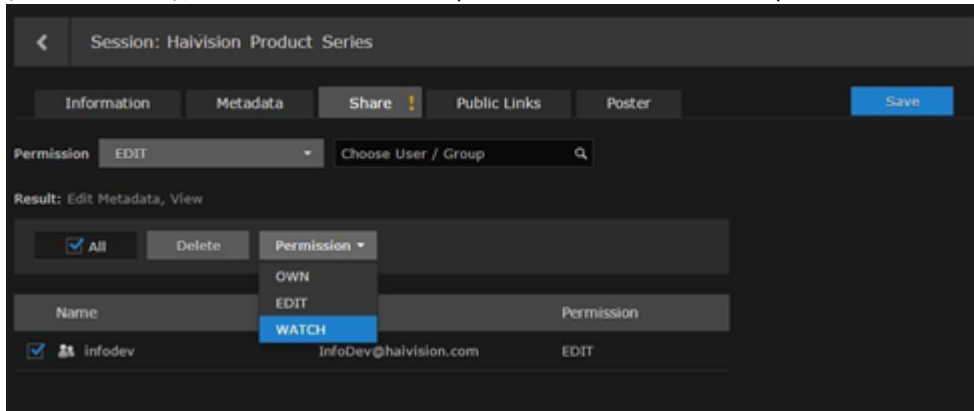 Session: Haivision Product Series
Information Metadata Share ! Public Links Poster Save
Permission EDIT Choose User / Group
Result: Edit Metadata, View
All Delete Permission
OWN
EDIT
WATCH
Name Permission
infodev InfoDev@haivision.com EDIT